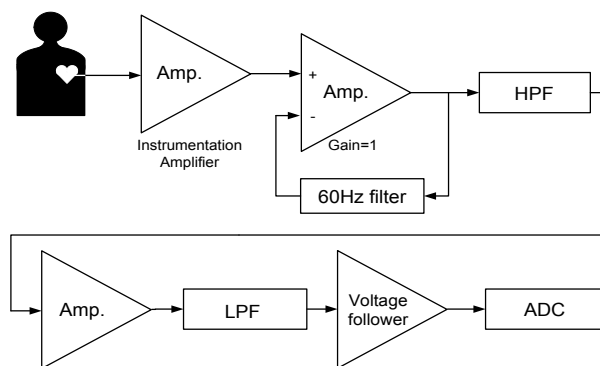 Amp.
Instrumentation
Amplifier
+
Amp.
-
Gain=1
60Hz filter
HPF
Amp.
LPF
Voltage
follower
ADC